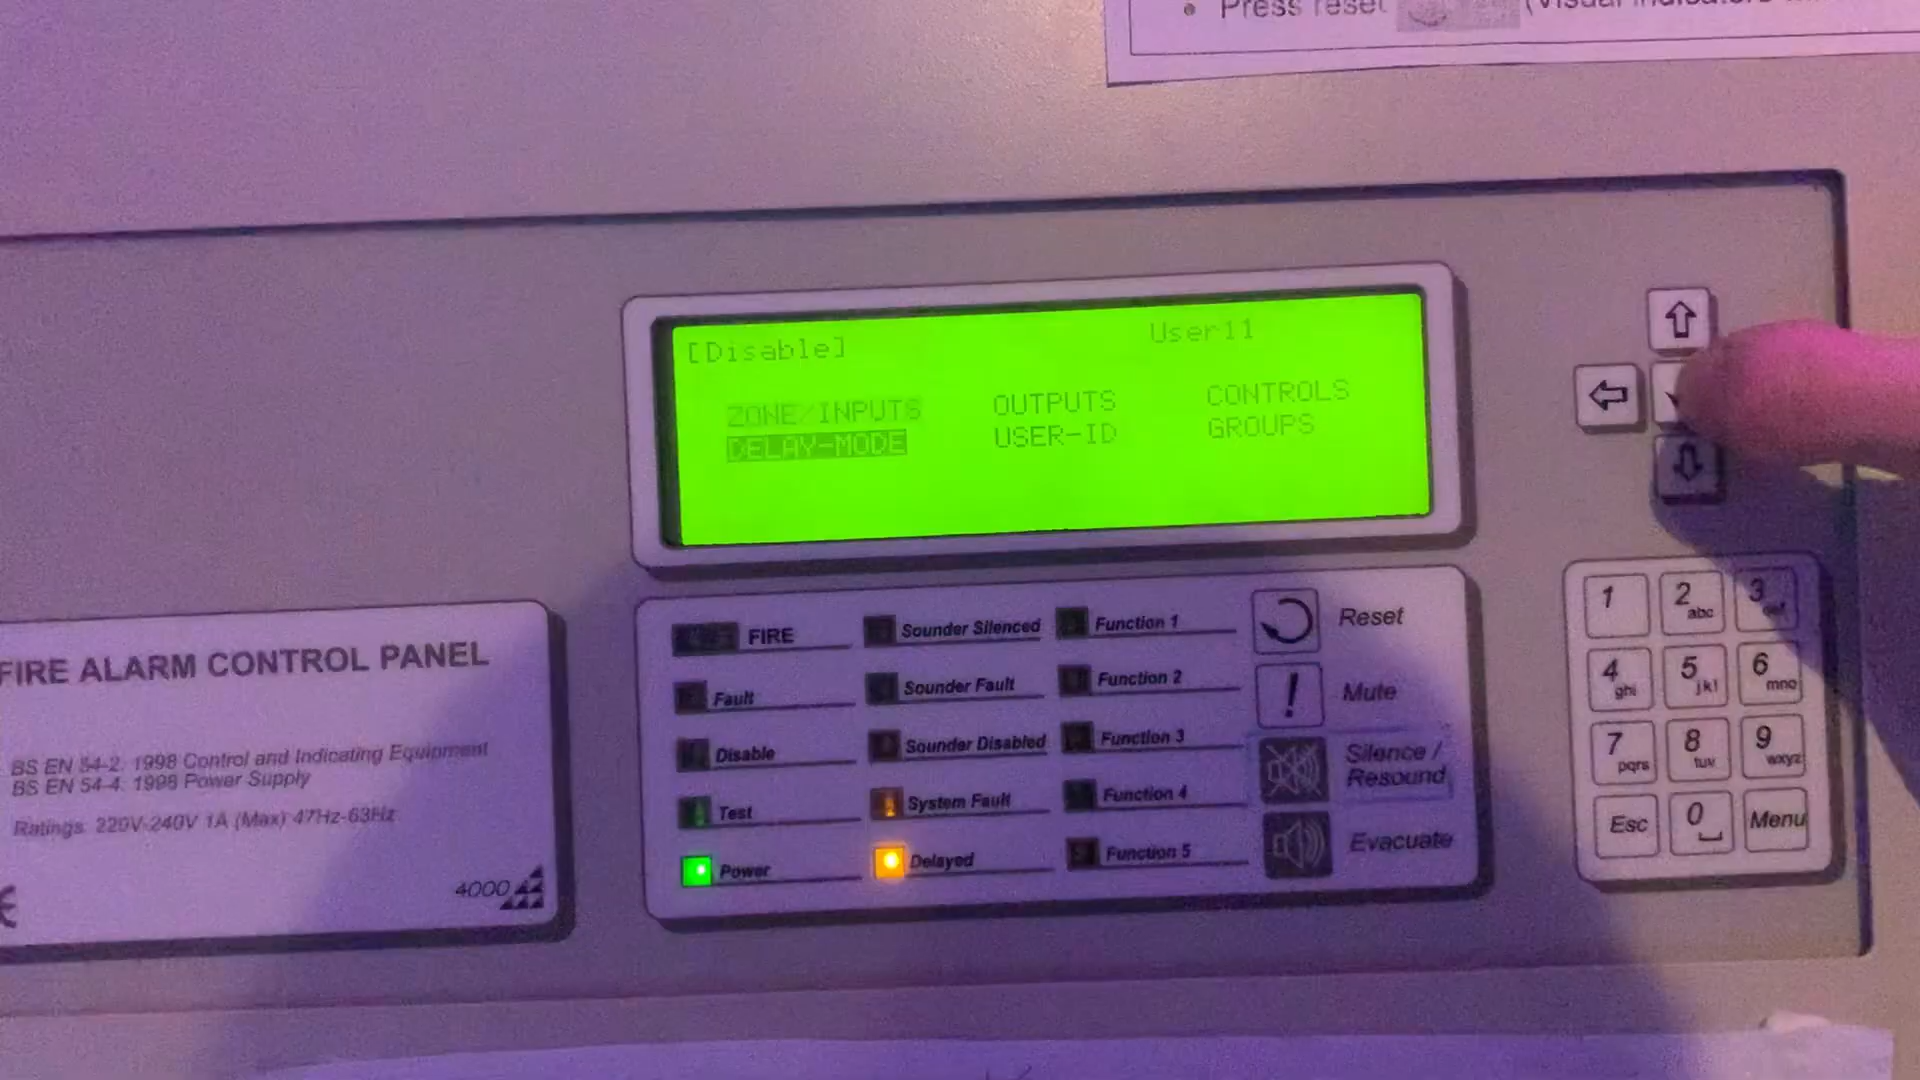 Press reset
[Disable] User11
ZONE/INPUTS OUTPUTS CONTROLS
DELAY-MODE USER-ID GROUPS
FIRE ALARM CONTROL PANEL
BS EN 54-2: 1998 Control and Indicating Equipment
BS EN 54-4: 1998 Power Supply
Ratings: 220V-240V 1A (Max) 47Hz-63Hz
4000
FIRE
Fault
Disable
Test
Power
Sounder Silenced
Sounder Fault
Sounder Disabled
System Fault
Delayed
Function 1
Function 2
Function 3
Function 4
Function 5
Reset
! Mute
Silence /
Resound
Evacuate
1 2 abc 3 def
4 ghi 5 jkl 6 mno
7 pqrs 8 tuv 9 wxyz
Esc 0 Menu